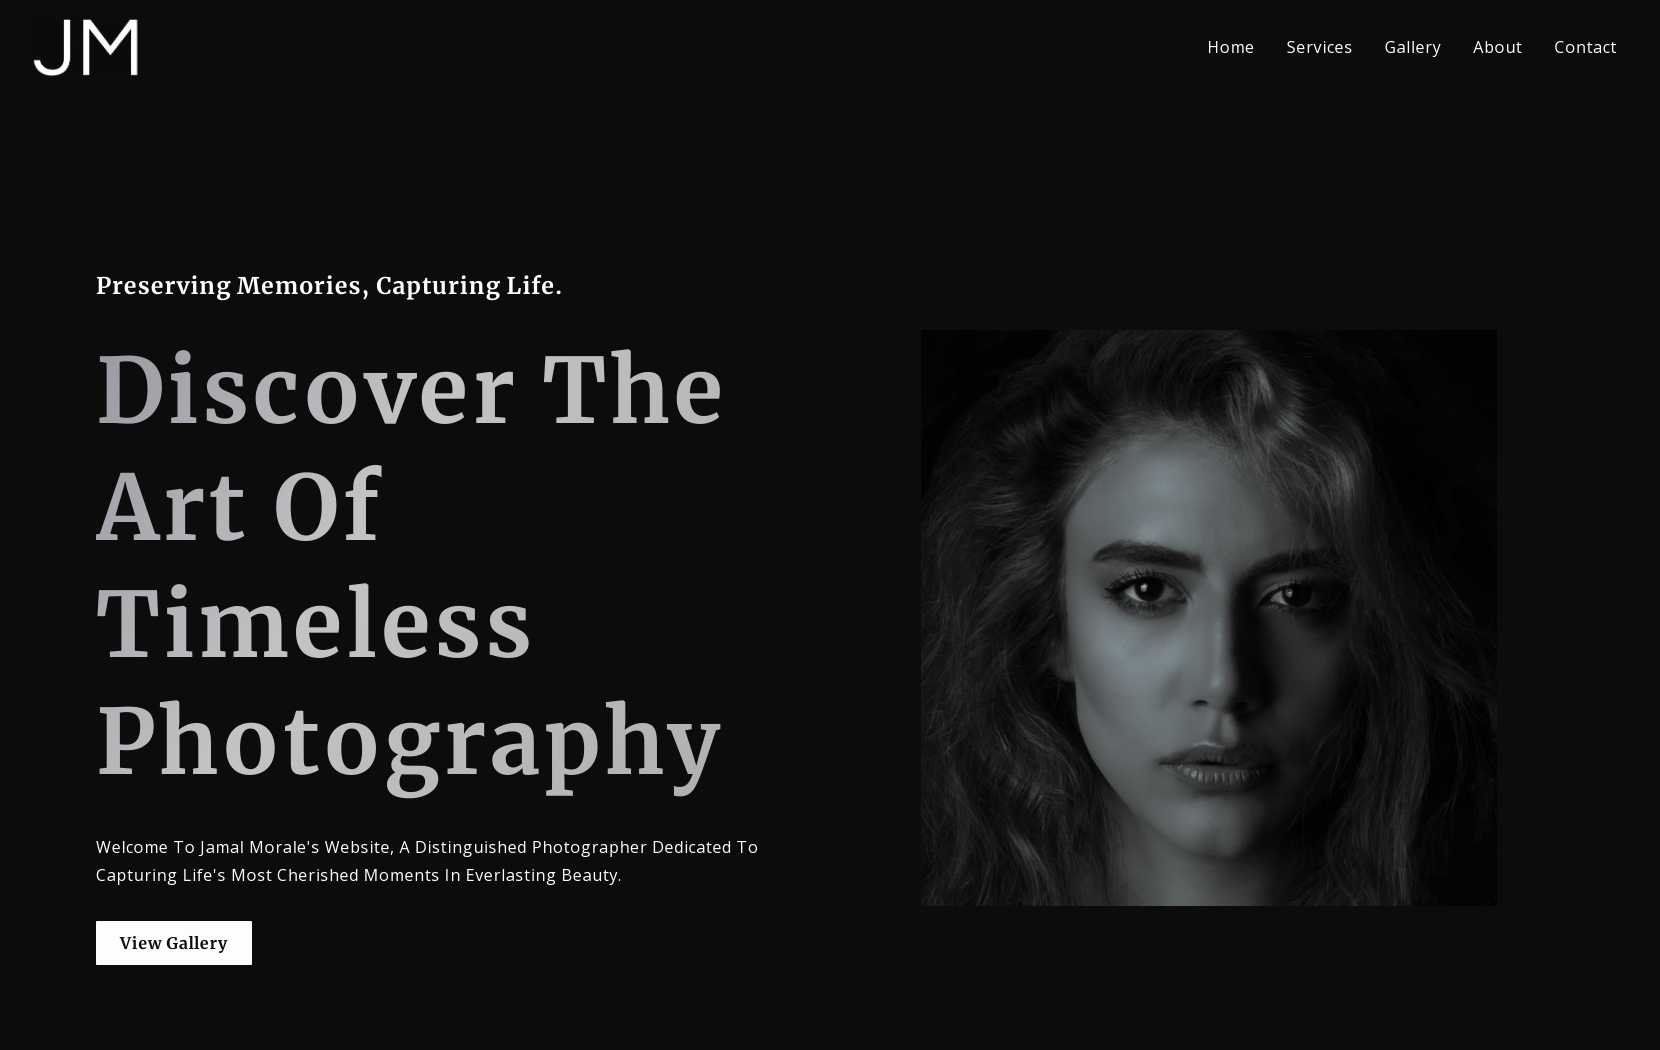 JM
Home Services Gallery About Contact
Preserving Memories, Capturing Life.
Discover The
Art Of
Timeless
Photography
Welcome To Jamal Morale's Website, A Distinguished Photographer Dedicated To
Capturing Life's Most Cherished Moments In Everlasting Beauty.
View Gallery